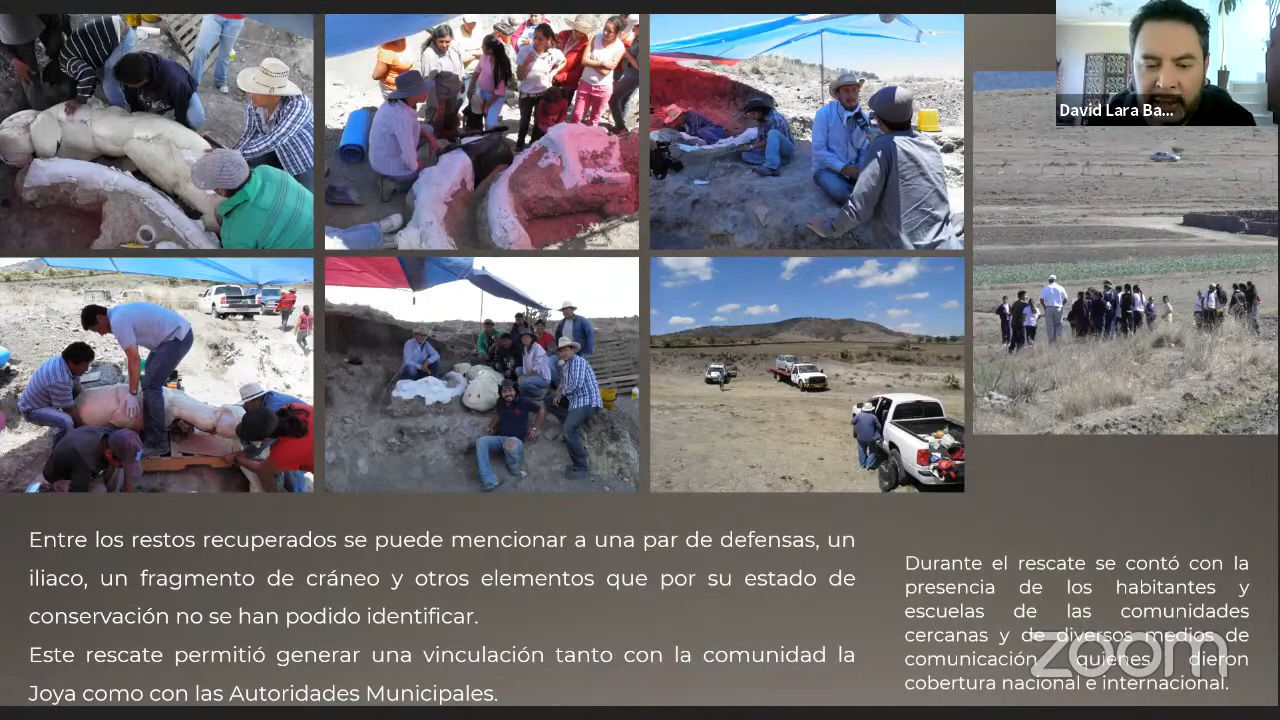 David Lara Ba...
Entre los restos recuperados se puede mencionar a una par de defensas, un
iliaco, un fragmento de cráneo y otros elementos que por su estado de
conservación no se han podido identificar.
Este rescate permitió generar una vinculación tanto con la comunidad la
Joya como con las Autoridades Municipales.
Durante el rescate se contó con la
presencia de los habitantes y
escuelas de las comunidades
cercanas y de diversos medios de
comunicación quienes dieron
cobertura nacional e internacional.
zoom